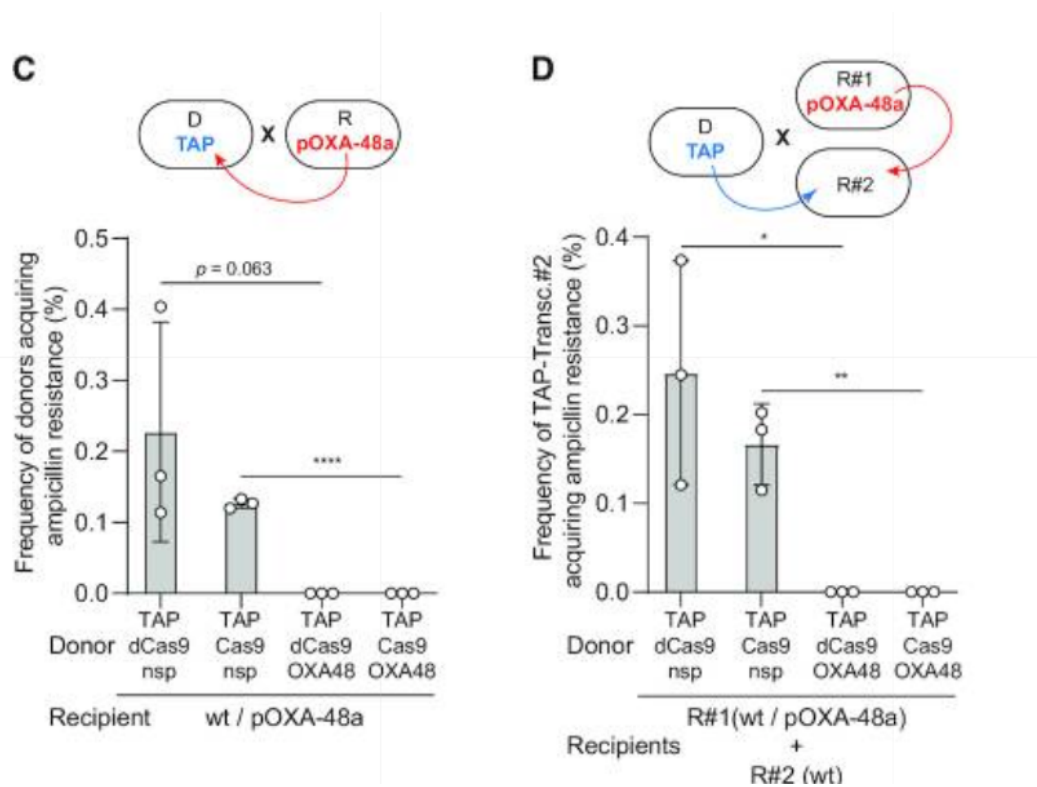 C
D
TAP
X
R
pOXA-48a
Frequency of donors acquiring
ampicillin resistance (%)
0.5
0.4
0.3
0.2
0.1
0.0
p = 0.063
****
TAP TAP TAP TAP
Donor dCas9 Cas9 dCas9 Cas9
nsp nsp OXA48 OXA48
Recipient wt / pOXA-48a
D
D
TAP
X
R#1
pOXA-48a
R#2
Frequency of TAP-Transc.#2
acquiring ampicllin resistance (%)
0.4
0.3
0.2
0.1
0.0
*
**
TAP TAP TAP TAP
Donor dCas9 Cas9 dCas9 Cas9
nsp nsp OXA48 OXA48
R#1(wt / pOXA-48a)
Recipients +
R#2 (wt)